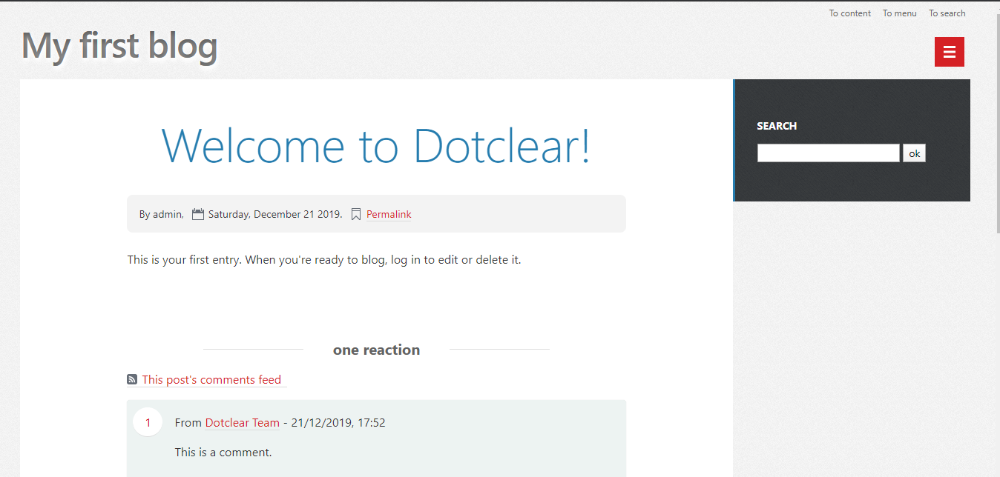 To content To menu To search
My first blog
Welcome to Dotclear!
By admin, Saturday, December 21 2019. Permalink
This is your first entry. When you're ready to blog, log in to edit or delete it.
one reaction
This post's comments feed
1 From Dotclear Team - 21/12/2019, 17:52
This is a comment.
SEARCH
ok